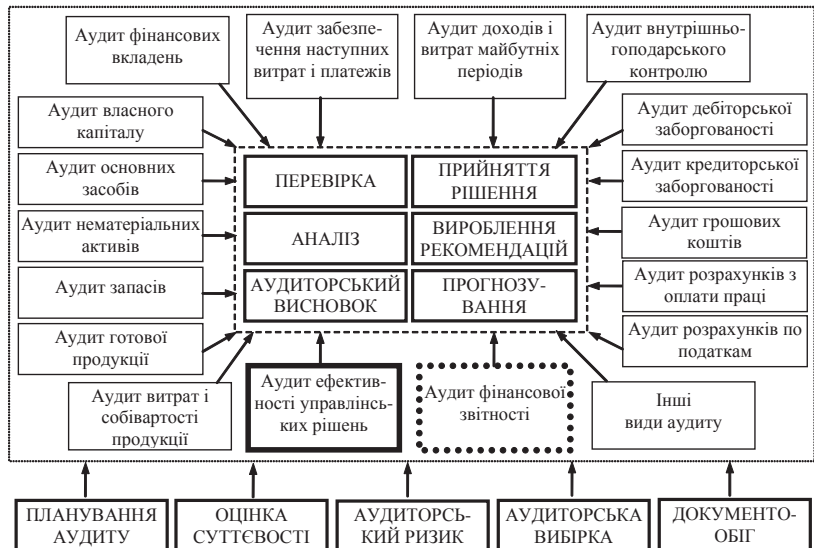 Аудит фінансових
вкладень
Аудит забезпе-
чення наступних
витрат і платежів
Аудит доходів і
витрат майбутніх
періодів
Аудит внутрішньо-
гоподарського
контролю
Аудит власного
капіталу
Аудит основних
засобів
Аудит нематеріальних
активів
Аудит запасів
Аудит готової
продукції
Аудит витрат і
собівартості
продукції
ПЕРЕВІРКА
ПРИЙНЯТТЯ
РІШЕННЯ
АНАЛІЗ
ВИРОБЛЕННЯ
РЕКОМЕНДАЦІЙ
АУДИТОРСЬКИЙ
ВИСНОВОК
ПРОГНОЗУ-
ВАННЯ
Аудит дебіторської
заборгованості
Аудит кредиторської
заборгованості
Аудит грошових
коштів
Аудит розрахунків з
оплати праці
Аудит розрахунків по
податкам
Аудит ефектив-
ності управлінсь-
ких рішень
Аудит фінансової
звітності
Інші
види аудиту
ПЛАНУВАННЯ
АУДИТУ
ОЦІНКА
СУТТЄВОСТІ
АУДИТОРСЬ-
КИЙ РИЗИК
АУДИТОРСЬКА
ВИБІРКА
ДОКУМЕНТО-
ОБІГ